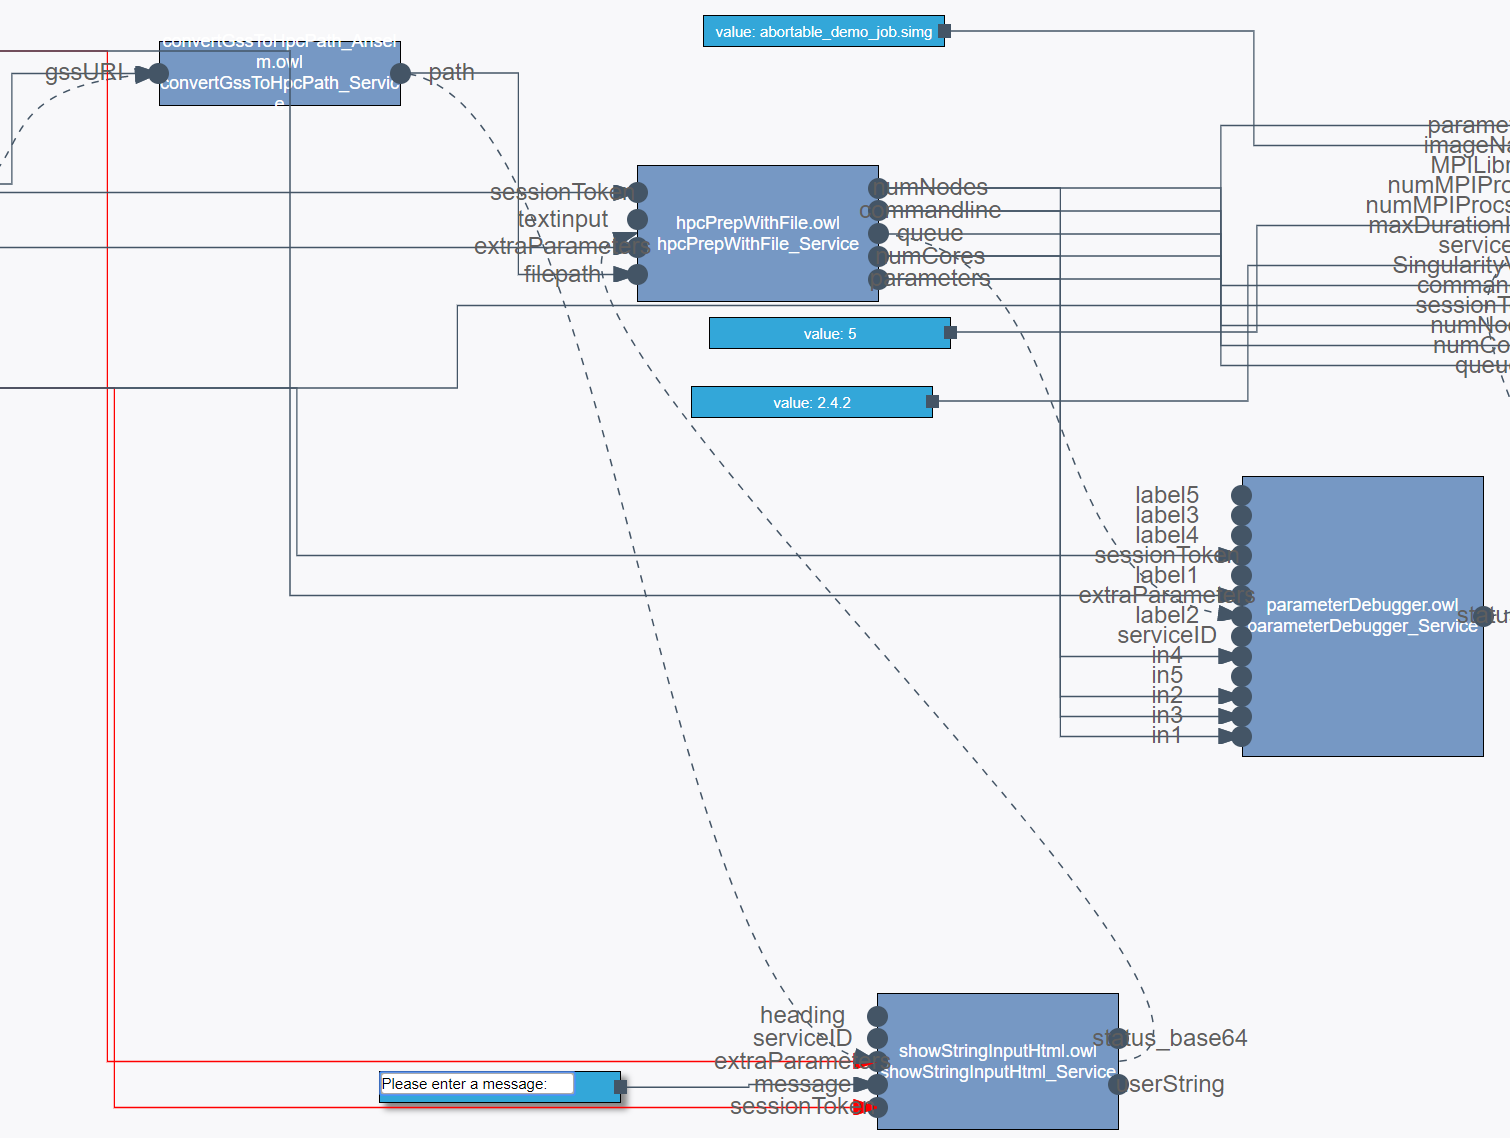 value: abortable_demo_job.simg
convertGssToHpcPath_Anser
m.owl
convertGssToHpcPath_Servic
e
gssURL
path
sessionToken
textinput
extraParameters
filepath
hpcPrepWithFile.owl
hpcPrepWithFile_Service
numNodes
commandline
queue
numCores
parameters
parame
imageNa
MPILibr
numMPIPro
numMPIProcs
maxDurationI
service
SingularityV
comman
sessionT
numNo
numCo
queu
value: 5
value: 2.4.2
label5
label3
label4
sessionToken
label1
extraParameters
label2
serviceID
in4
in5
in2
in3
in1
parameterDebugger.owl
parameterDebugger_Service
statu
heading
serviceID
extraParameters
message
sessionToken
Please enter a message:
showStringInputHtml.owl
showStringInputHtml_Service
status_base64
userString